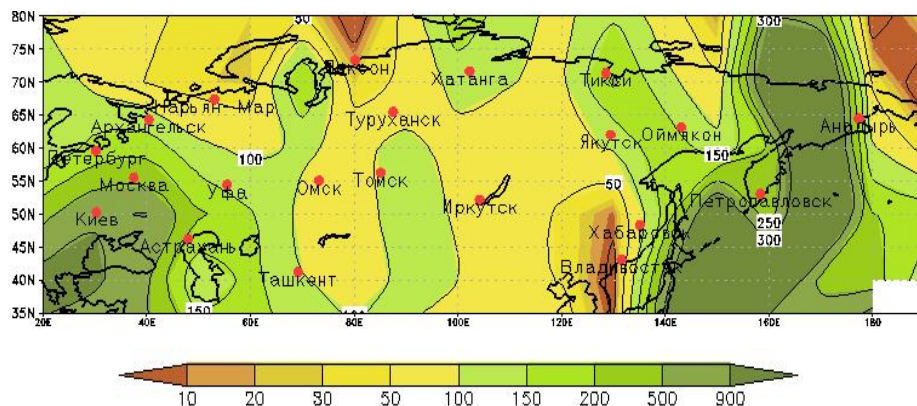 80N 50 300
75N
Диксон Хатанга Тикси
70N
Нарьян-Мар Туруханск
65N Архангельск Якутск Оймякон Анадырь
60N Петербург 100 150
55N Москва Уфа Омск Томск 50 Петропавловск
50N Киев Иркутск Хабаровск 250
45N Астрахань 300
40N Ташкент Владивосток
35N 150
20E 40E 60E 80E 100E 120E 140E 160E 180
10 20 30 50 100 150 200 500 900